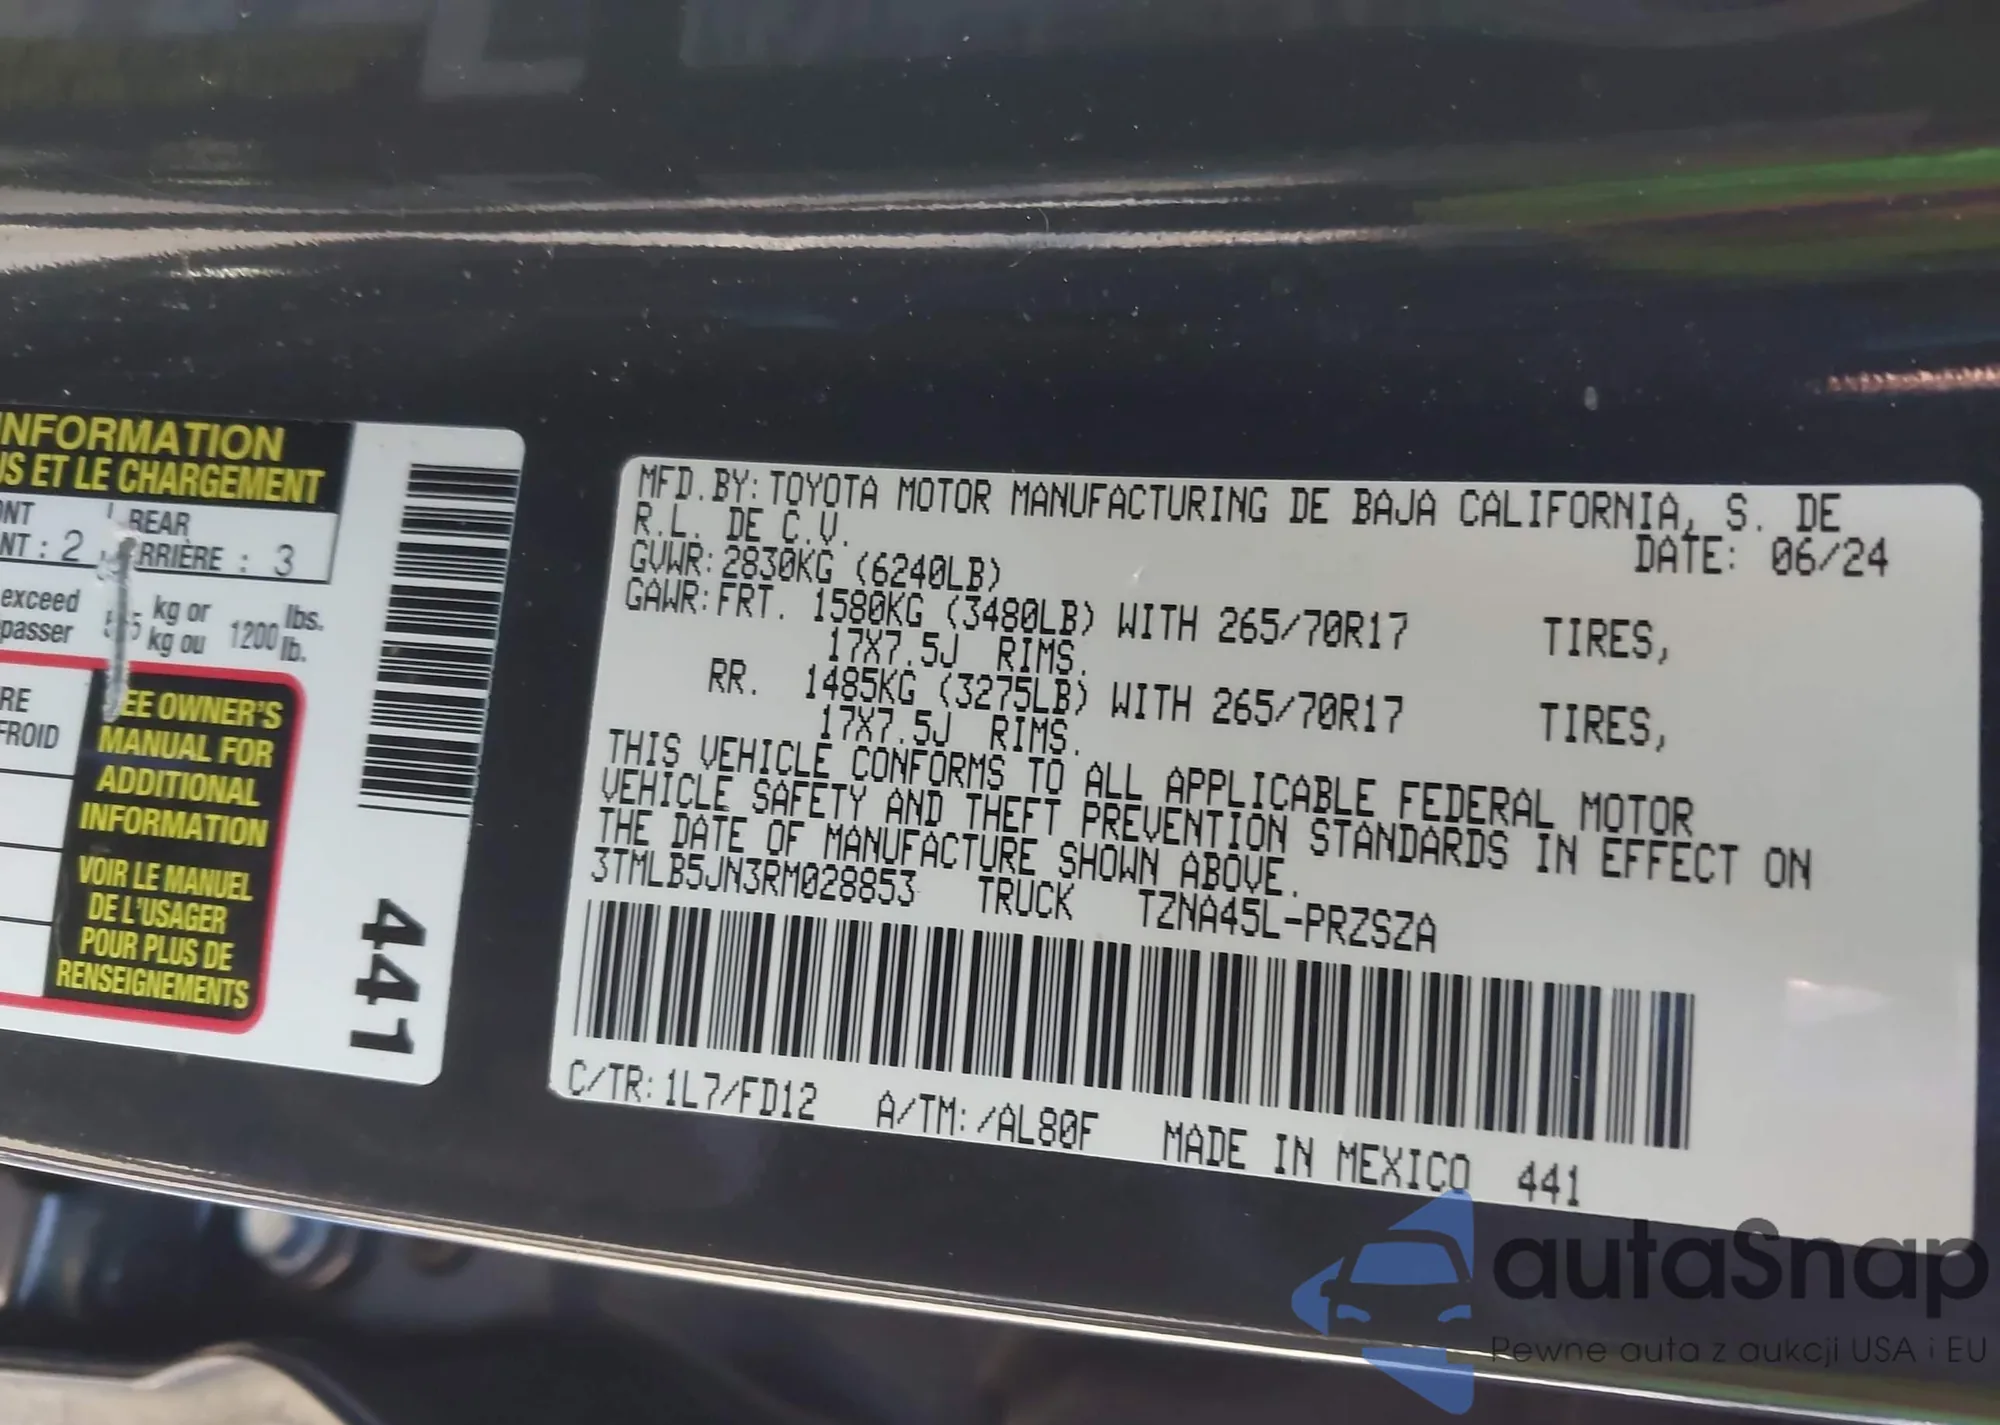 INFORMATION
ET LE CHARGEMENT
REAR
: 2 : 3
exceed kg or lbs.
passer kg ou 1200 lb.
FROID
OWNER'S
MANUAL FOR
ADDITIONAL
INFORMATION
VOIR LE MANUEL
DE L'USAGER
POUR PLUS DE
RENSEIGNEMENTS
441
MFD.BY: TOYOTA MOTOR MANUFACTURING DE BAJA CALIFORNIA, S. DE
R.L. DE C.V.
DATE: 06/24
GVWR: 2830KG (6240LB)
GAWR: FRT. 1580KG (3480LB) WITH 265/70R17 TIRES,
17X7.5J RIMS.
RR. 1485KG (3275LB) WITH 265/70R17 TIRES,
17X7.5J RIMS.
THIS VEHICLE CONFORMS TO ALL APPLICABLE FEDERAL MOTOR
VEHICLE SAFETY AND THEFT PREVENTION STANDARDS IN EFFECT ON
THE DATE OF MANUFACTURE SHOWN ABOVE.
3TMLB5JN3RM028853 TRUCK TZNA45L-PRZSZA
C/TR: 1L7/FD12 A/TM: /AL80F MADE IN MEXICO 441
autaSnap
Pewne auta z aukcji USA i EU